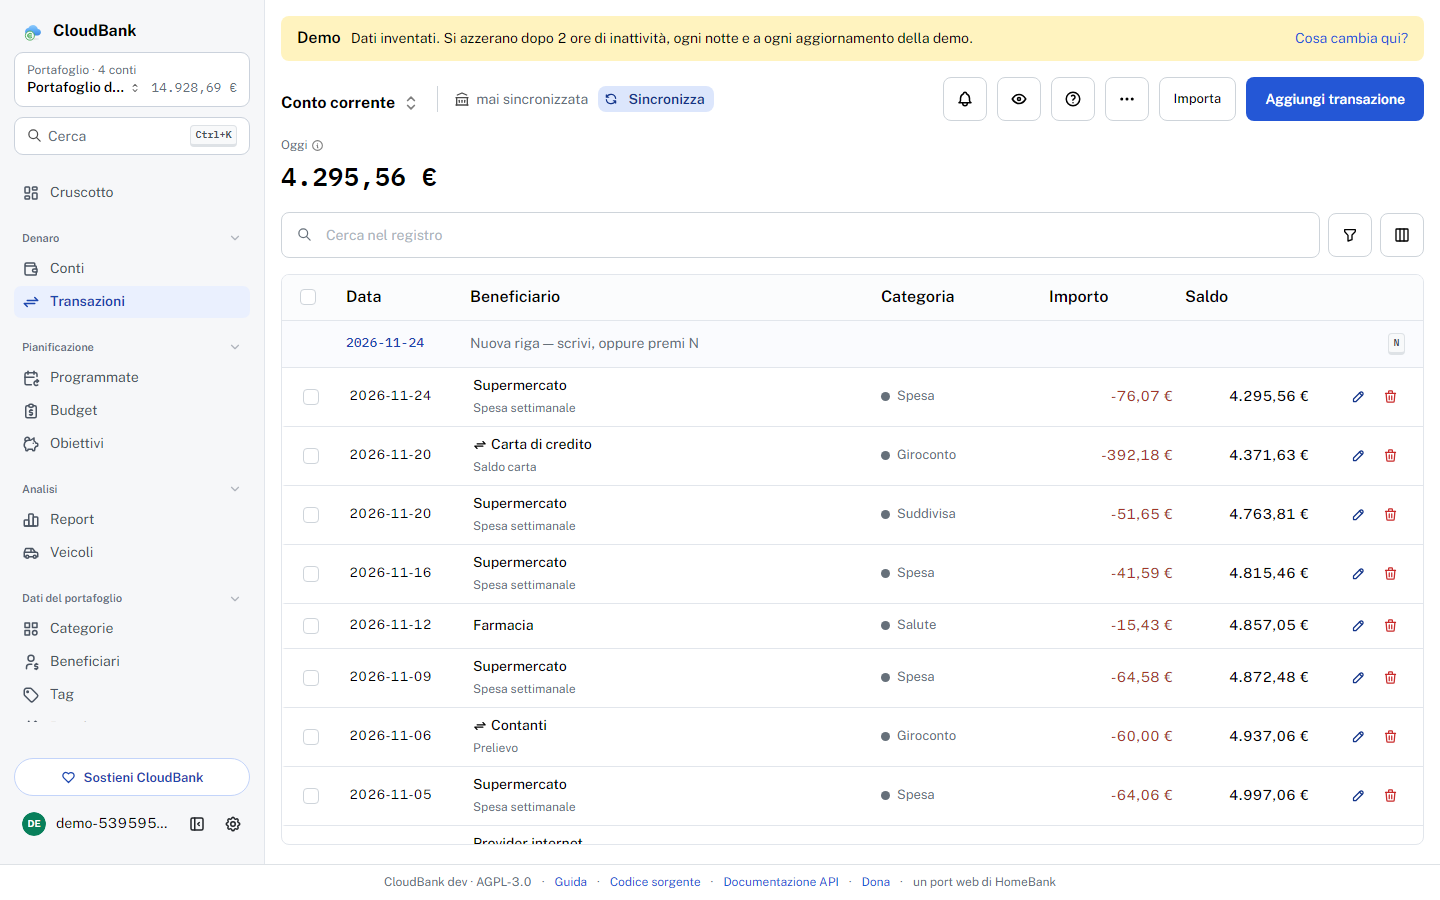 CloudBank
Portafoglio · 4 conti
Portafoglio d... 14.928,69 €
Cerca Ctrl+K
Cruscotto
Denaro
Conti
Transazioni
Pianificazione
Programmate
Budget
Obiettivi
Analisi
Report
Veicoli
Dati del portafoglio
Categorie
Beneficiari
Tag
Sostieni CloudBank
DE demo-539595...
Demo Dati inventati. Si azzerano dopo 2 ore di inattività, ogni notte e a ogni aggiornamento della demo. Cosa cambia qui?
Conto corrente mai sincronizzata Sincronizza Importa Aggiungi transazione
Oggi
4.295,56 €
Cerca nel registro
Data Beneficiario Categoria Importo Saldo
2026-11-24 Nuova riga — scrivi, oppure premi N N
2026-11-24 Supermercato Spesa -76,07 € 4.295,56 €
Spesa settimanale
2026-11-20 Carta di credito Giroconto -392,18 € 4.371,63 €
Saldo carta
2026-11-20 Supermercato Suddivisa -51,65 € 4.763,81 €
Spesa settimanale
2026-11-16 Supermercato Spesa -41,59 € 4.815,46 €
Spesa settimanale
2026-11-12 Farmacia Salute -15,43 € 4.857,05 €
2026-11-09 Supermercato Spesa -64,58 € 4.872,48 €
Spesa settimanale
2026-11-06 Contanti Giroconto -60,00 € 4.937,06 €
Prelievo
2026-11-05 Supermercato Spesa -64,06 € 4.997,06 €
Spesa settimanale
Provider internet
CloudBank dev · AGPL-3.0 · Guida · Codice sorgente · Documentazione API · Dona · un port web di HomeBank